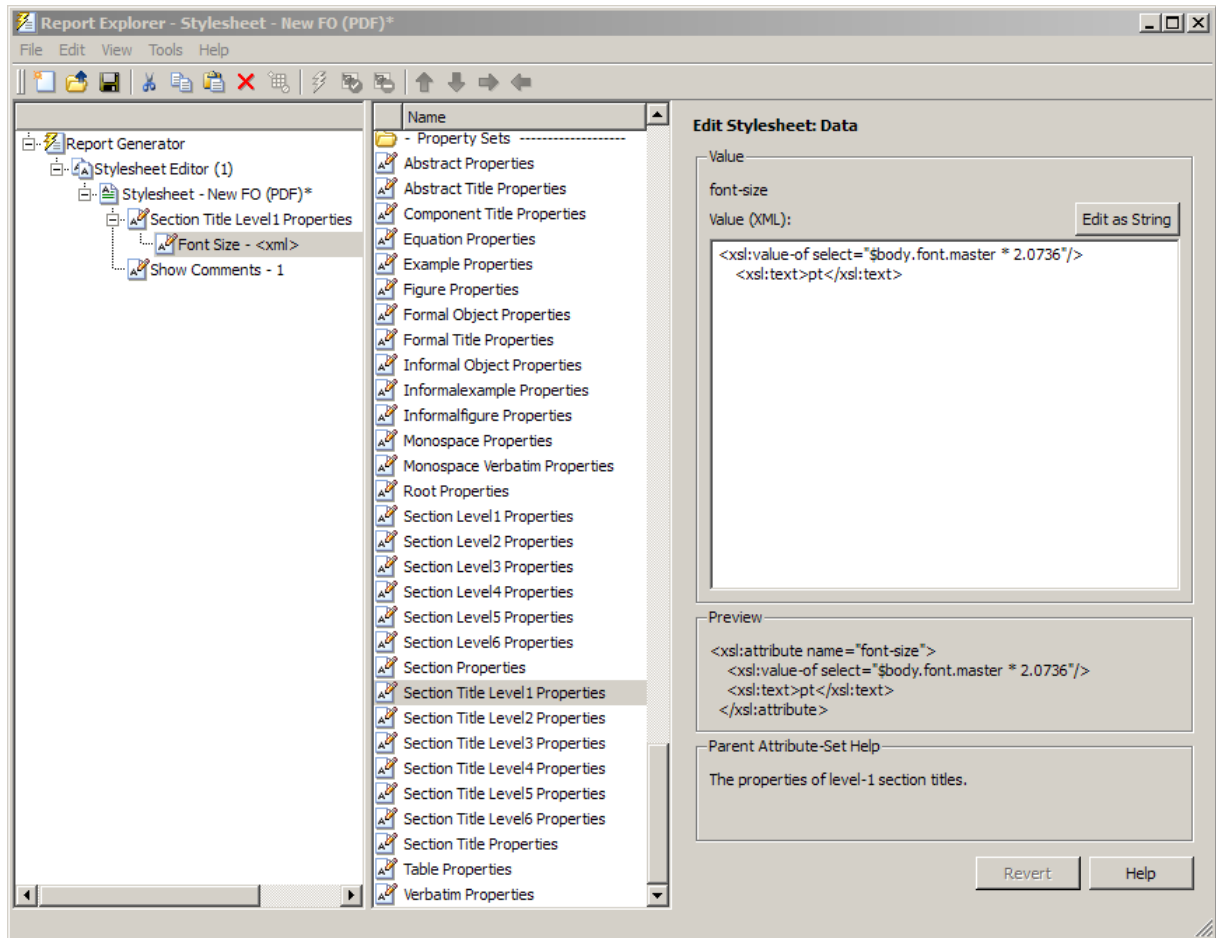 Report Explorer - Stylesheet - New FO (PDF)*
File Edit View Tools Help
Report Generator
Stylesheet Editor (1)
Stylesheet - New FO (PDF)*
Section Title Level1 Properties
Font Size - <xml>
Show Comments - 1
Name
- Property Sets -------------------
Abstract Properties
Abstract Title Properties
Component Title Properties
Equation Properties
Example Properties
Figure Properties
Formal Object Properties
Formal Title Properties
Informal Object Properties
Informalexample Properties
Informalfigure Properties
Monospace Properties
Monospace Verbatim Properties
Root Properties
Section Level1 Properties
Section Level2 Properties
Section Level3 Properties
Section Level4 Properties
Section Level5 Properties
Section Level6 Properties
Section Properties
Section Title Level1 Properties
Section Title Level2 Properties
Section Title Level3 Properties
Section Title Level4 Properties
Section Title Level5 Properties
Section Title Level6 Properties
Section Title Properties
Table Properties
Verbatim Properties
Edit Stylesheet: Data
Value
font-size
Value (XML):
Edit as String
<xsl:value-of select="$body.font.master * 2.0736"/>
<xsl:text>pt</xsl:text>
Preview
<xsl:attribute name="font-size">
<xsl:value-of select="$body.font.master * 2.0736"/>
<xsl:text>pt</xsl:text>
</xsl:attribute>
Parent Attribute-Set Help
The properties of level-1 section titles.
Revert
Help